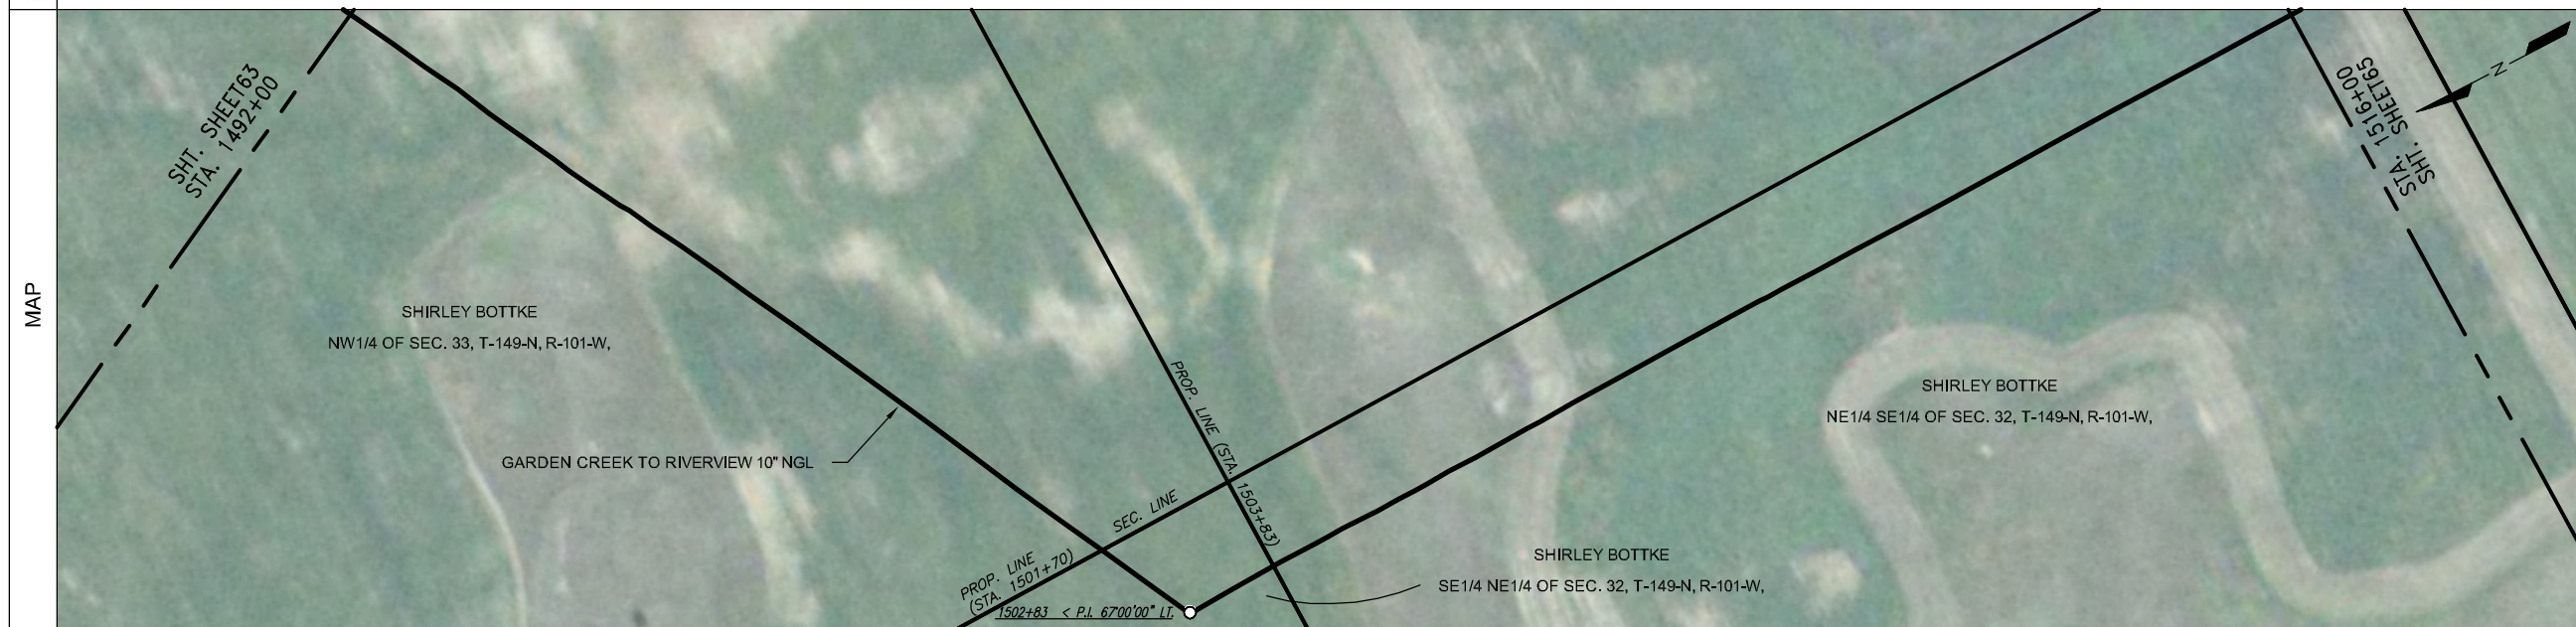 MAP
SHT. SHEET63
STA. 1492+00
SHIRLEY BOTTKE
NW1/4 OF SEC. 33, T-149-N, R-101-W,
GARDEN CREEK TO RIVERVIEW 10" NGL
PROP. LINE
(STA. 1501+70)
SEC. LINE
1502+83 < P.I. 67°00'00" LT.
PROP. LINE (STA. 1503+83)
SHIRLEY BOTTKE
SE1/4 NE1/4 OF SEC. 32, T-149-N, R-101-W,
SHIRLEY BOTTKE
NE1/4 SE1/4 OF SEC. 32, T-149-N, R-101-W,
STA. 1516+00
SHT. SHEET65
N